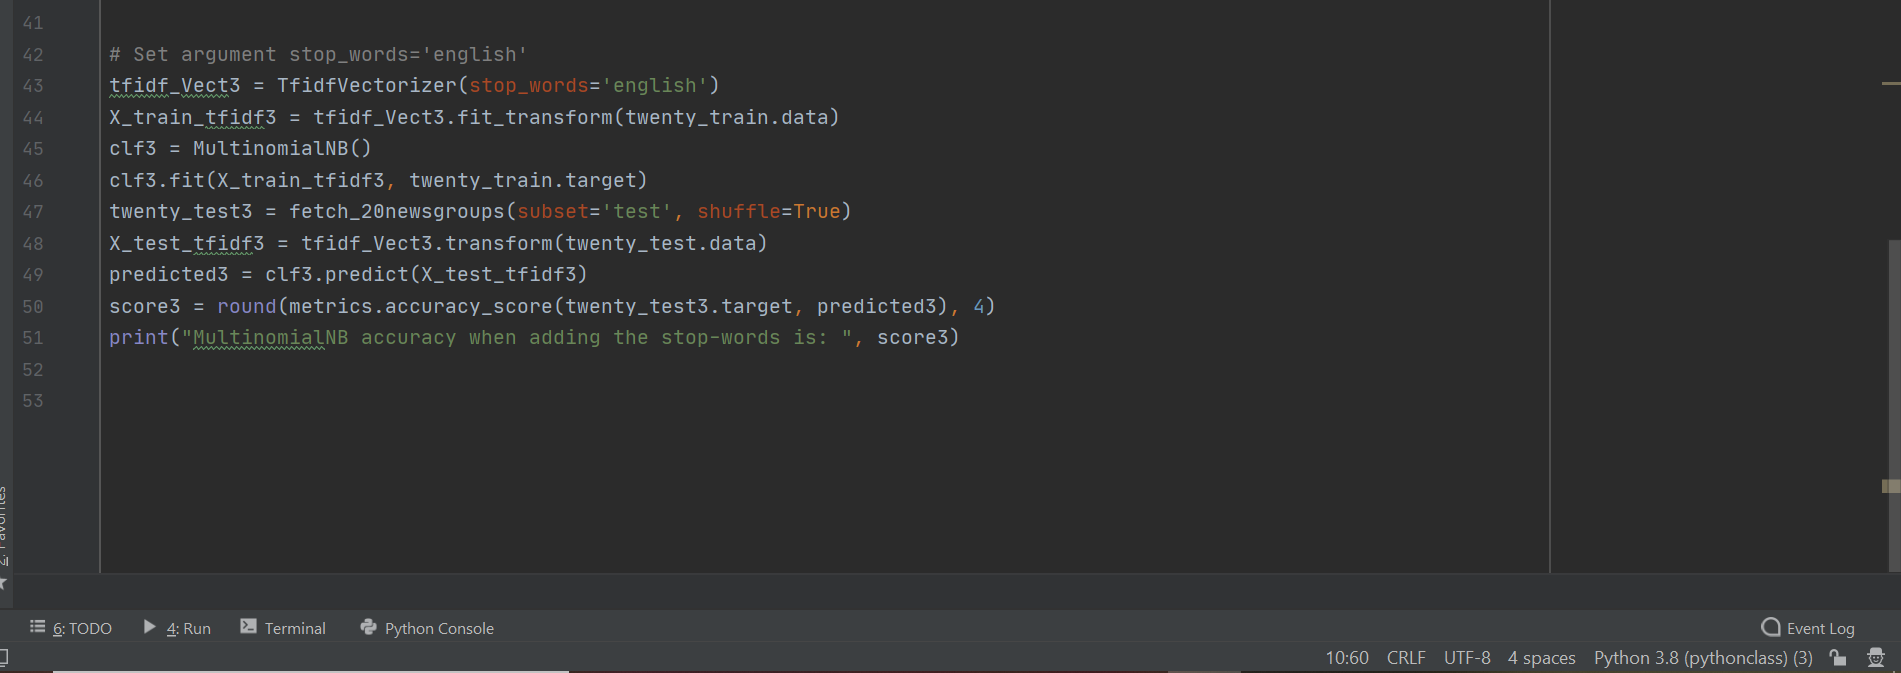 41
42 # Set argument stop_words='english'
43 tfidf_Vect3 = TfidfVectorizer(stop_words='english')
44 X_train_tfidf3 = tfidf_Vect3.fit_transform(twenty_train.data)
45 clf3 = MultinomialNB()
46 clf3.fit(X_train_tfidf3, twenty_train.target)
47 twenty_test3 = fetch_20newsgroups(subset='test', shuffle=True)
48 X_test_tfidf3 = tfidf_Vect3.transform(twenty_test.data)
49 predicted3 = clf3.predict(X_test_tfidf3)
50 score3 = round(metrics.accuracy_score(twenty_test3.target, predicted3), 4)
51 print("MultinomialNB accuracy when adding the stop-words is: ", score3)
52
53
2: Favorites
6: TODO 4: Run Terminal Python Console Event Log
10:60 CRLF UTF-8 4 spaces Python 3.8 (pythonclass) (3)